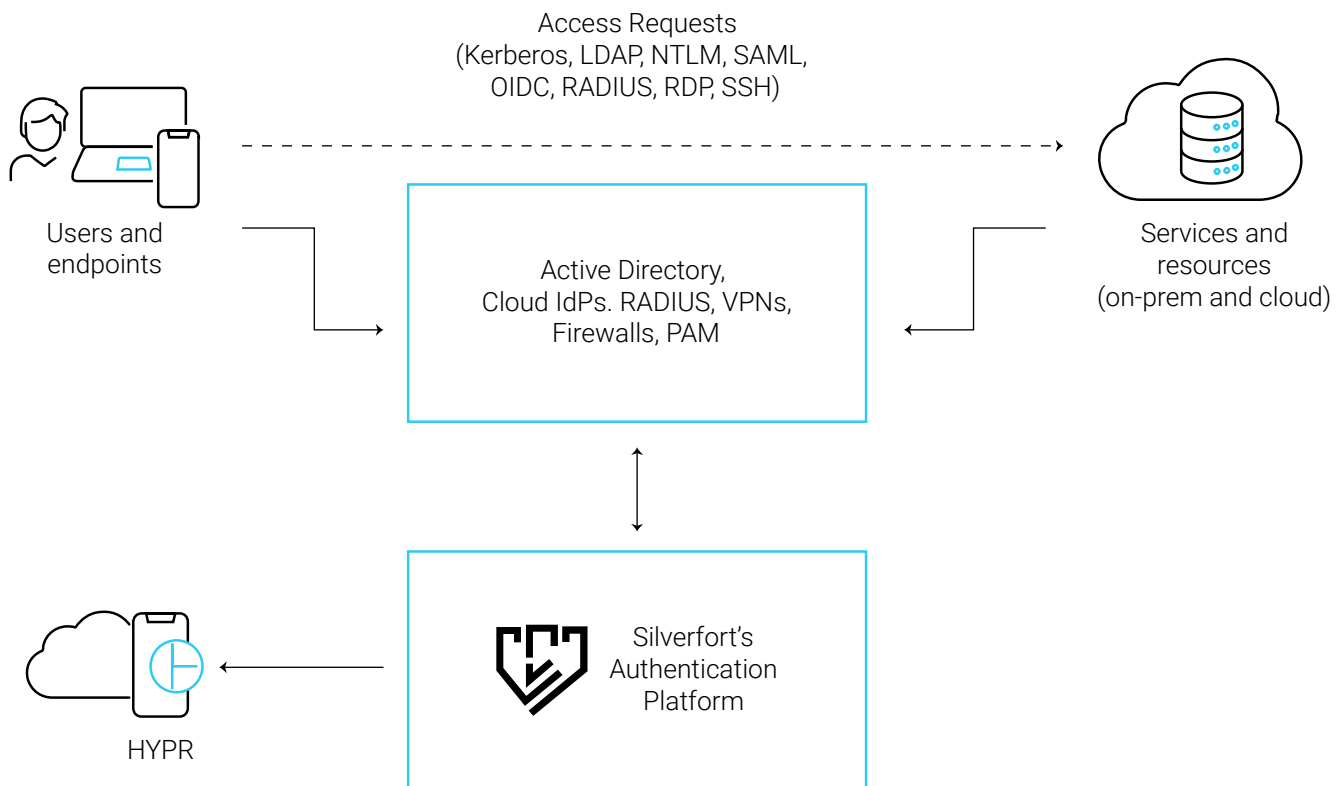 Access Requests
(Kerberos, LDAP, NTLM, SAML,
OIDC, RADIUS, RDP, SSH)
Users and
endpoints
Active Directory,
Cloud IdPs. RADIUS, VPNs,
Firewalls, PAM
Services and
resources
(on-prem and cloud)
Silverfort's
Authentication
Platform
HYPR